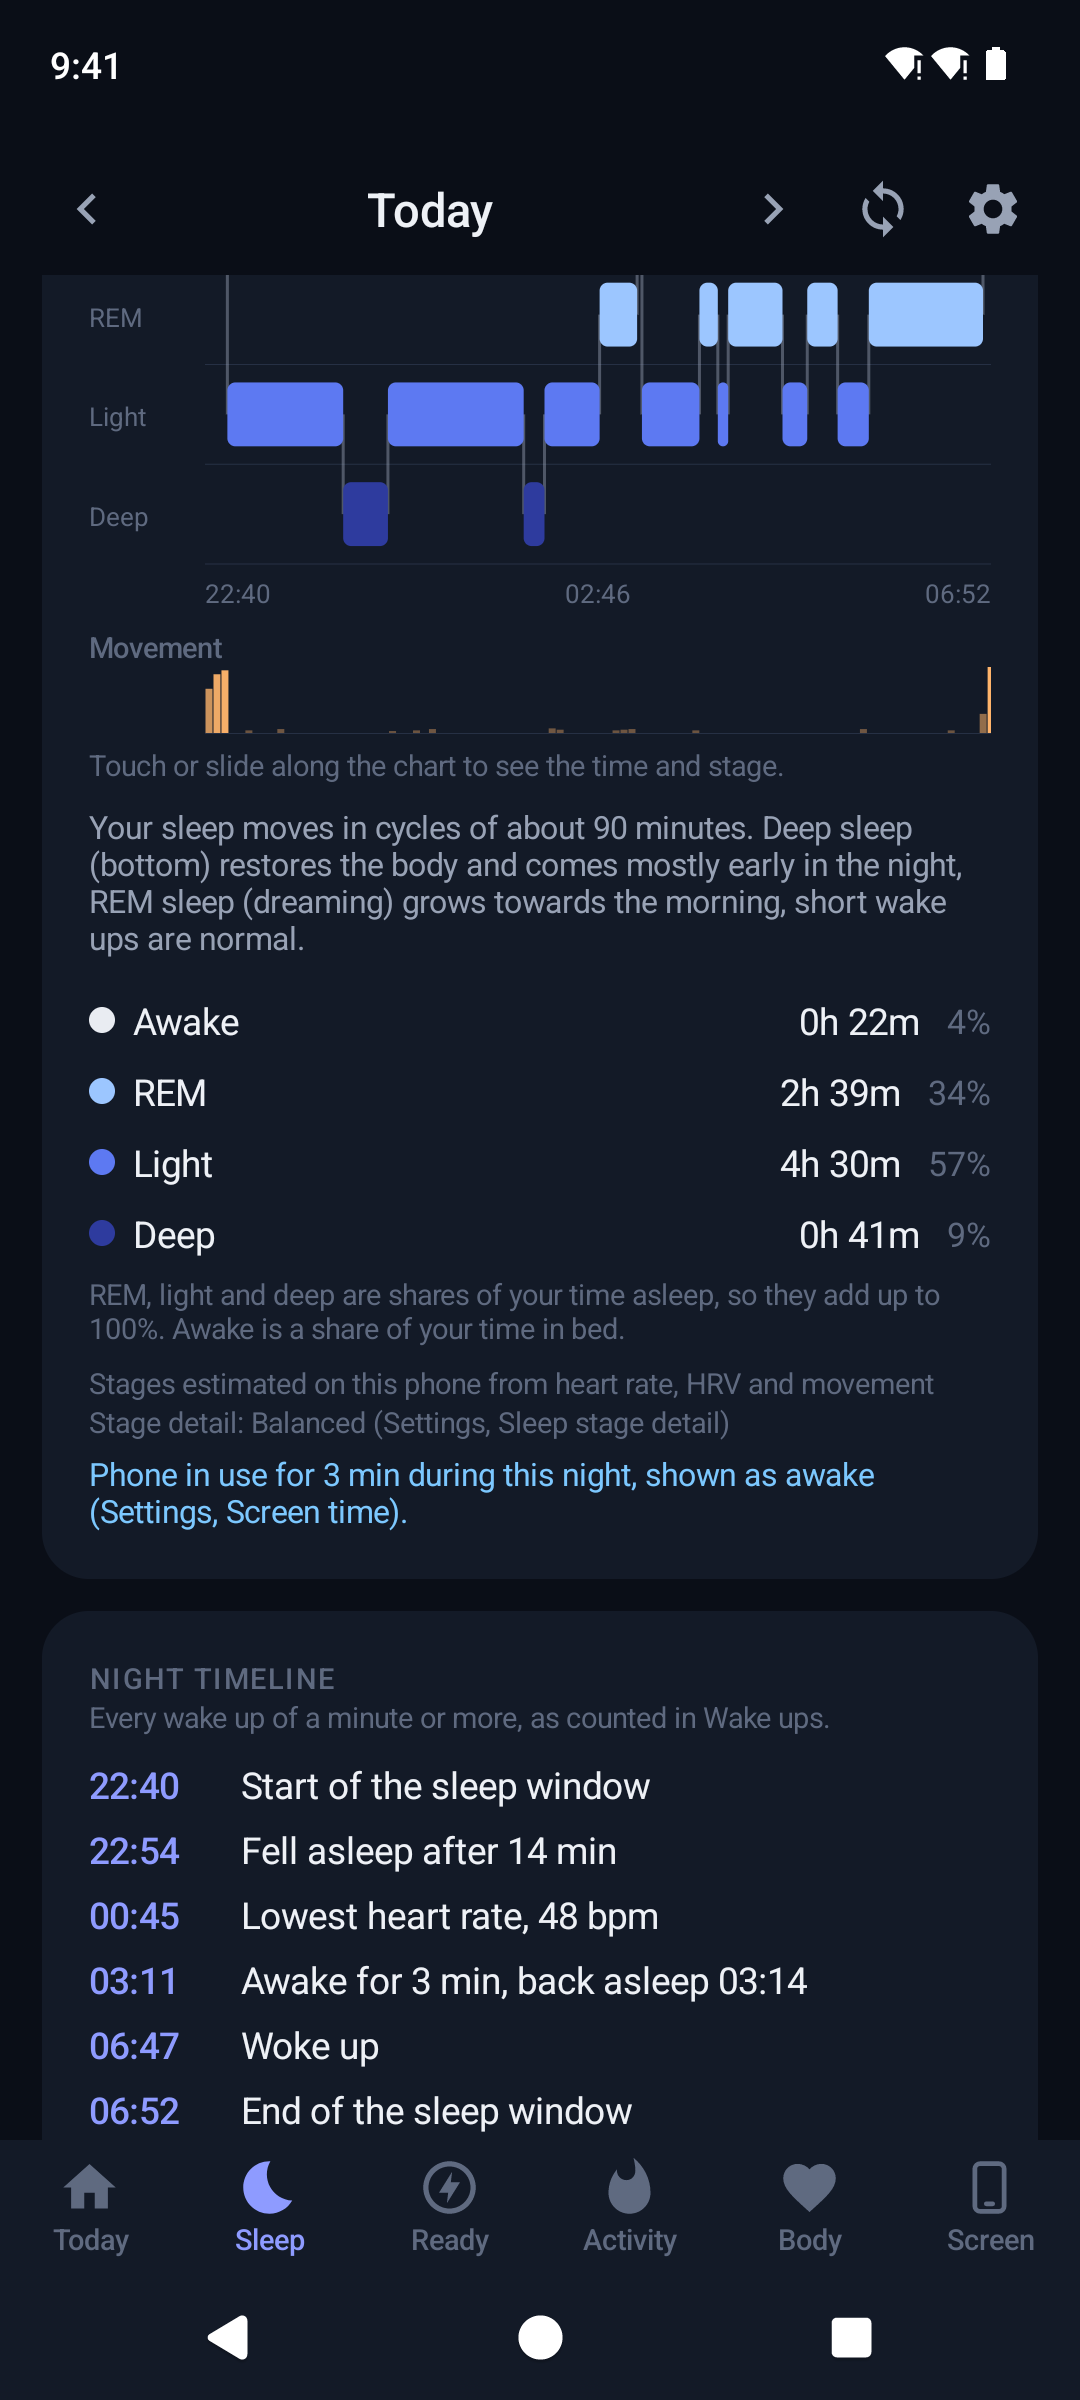 9:41
Today
REM
Light
Deep
22:40 02:46 06:52
Movement
Touch or slide along the chart to see the time and stage.
Your sleep moves in cycles of about 90 minutes. Deep sleep
(bottom) restores the body and comes mostly early in the night,
REM sleep (dreaming) grows towards the morning, short wake
ups are normal.
Awake 0h 22m 4%
REM 2h 39m 34%
Light 4h 30m 57%
Deep 0h 41m 9%
REM, light and deep are shares of your time asleep, so they add up to
100%. Awake is a share of your time in bed.
Stages estimated on this phone from heart rate, HRV and movement
Stage detail: Balanced (Settings, Sleep stage detail)
Phone in use for 3 min during this night, shown as awake
(Settings, Screen time).
NIGHT TIMELINE
Every wake up of a minute or more, as counted in Wake ups.
22:40 Start of the sleep window
22:54 Fell asleep after 14 min
00:45 Lowest heart rate, 48 bpm
03:11 Awake for 3 min, back asleep 03:14
06:47 Woke up
06:52 End of the sleep window
Today Sleep Ready Activity Body Screen